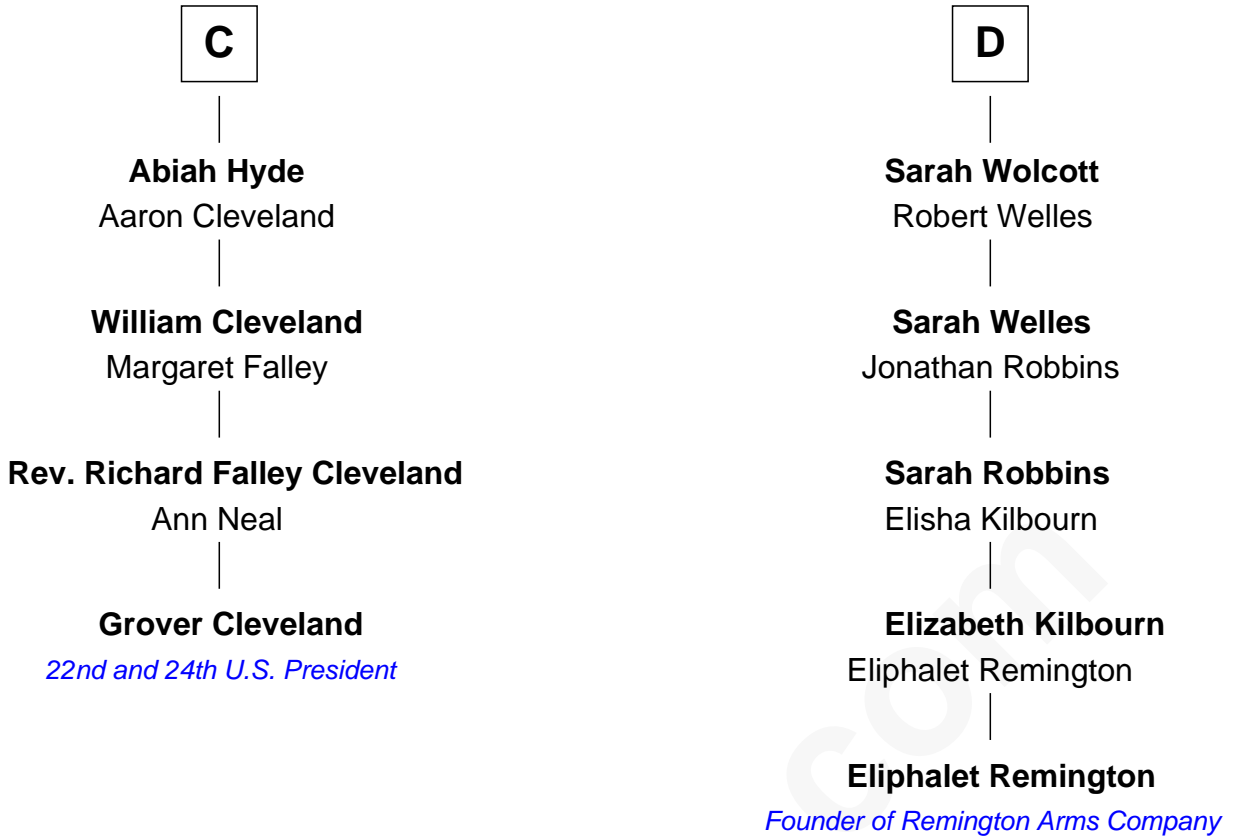 C
Abiah Hyde
Aaron Cleveland
William Cleveland
Margaret Falley
Rev. Richard Falley Cleveland
Ann Neal
Grover Cleveland
22nd and 24th U.S. President
D
Sarah Wolcott
Robert Welles
Sarah Welles
Jonathan Robbins
Sarah Robbins
Elisha Kilbourn
Elizabeth Kilbourn
Eliphalet Remington
Eliphalet Remington
Founder of Remington Arms Company
com